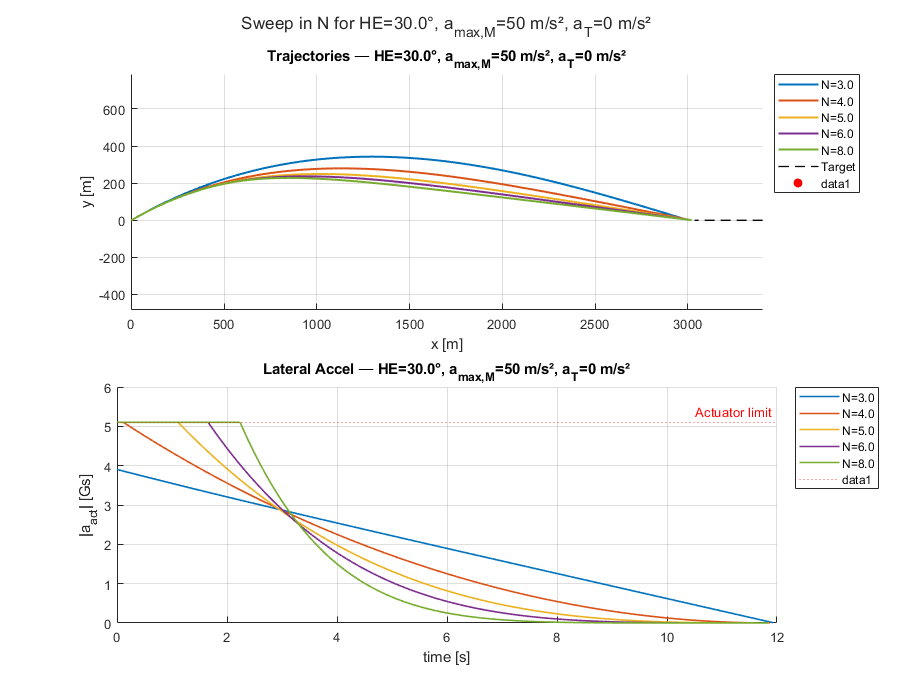 Sweep in N for HE=30.0°, a_max,M=50 m/s², a_T=0 m/s²
Trajectories — HE=30.0°, a_max,M=50 m/s², a_T=0 m/s²
y [m]
600
400
200
0
-200
-400
0 500 1000 1500 2000 2500 3000
x [m]
N=3.0
N=4.0
N=5.0
N=6.0
N=8.0
Target
data1
Lateral Accel — HE=30.0°, a_max,M=50 m/s², a_T=0 m/s²
|a_act| [Gs]
6
5
4
3
2
1
0
Actuator limit
0 2 4 6 8 10 12
time [s]
N=3.0
N=4.0
N=5.0
N=6.0
N=8.0
data1